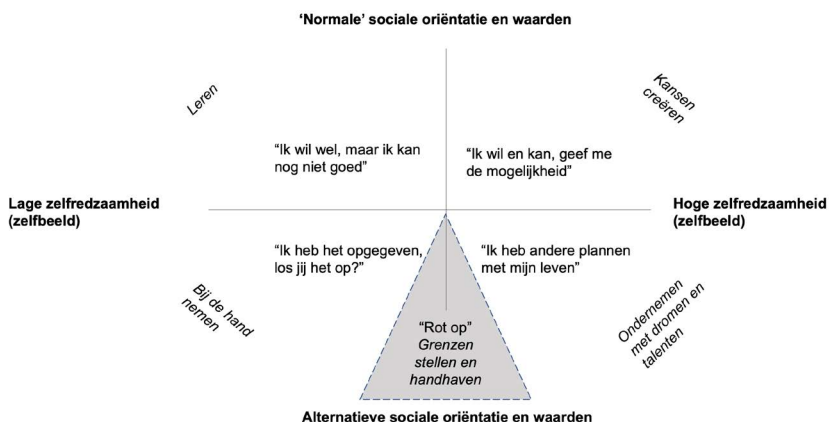 ‘Normale’ sociale oriëntatie en waarden
Leren
Kansen
creëren
“Ik wil wel, maar ik kan
nog niet goed”
“Ik wil en kan, geef me
de mogelijkheid”
Lage zelfredzaamheid
(zelfbeeld)
Hoge zelfredzaamheid
(zelfbeeld)
“Ik heb het opgegeven,
los jij het op?”
“Ik heb andere plannen
met mijn leven”
Bij de hand
nemen
Ondernemen
met dromen en
talenten
“Rot op”
Grenzen
stellen en
handhaven
Alternatieve sociale oriëntatie en waarden